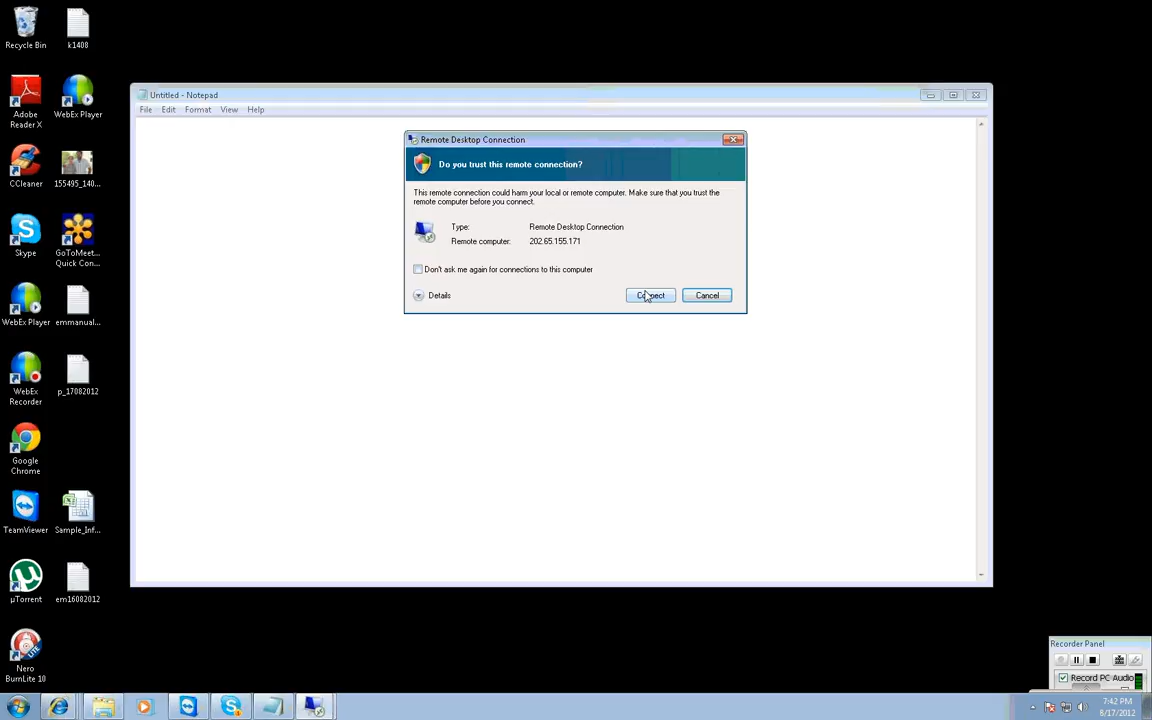 Recycle Bin
k1408
Adobe
Reader X
WebEx Player
CCleaner
155495_140...
Skype
GoToMeet...
Quick Con...
WebEx Player
emmanual...
WebEx
Recorder
p_17082012
Google
Chrome
TeamViewer
Sample_Inf...
µTorrent
em16082012
Nero
BurnLite 10
Untitled - Notepad
File Edit Format View Help
Remote Desktop Connection
Do you trust this remote connection?
This remote connection could harm your local or remote computer. Make sure that you trust the
remote computer before you connect.
Type: Remote Desktop Connection
Remote computer: 202.65.155.171
Don't ask me again for connections to this computer
Details
Connect
Cancel
Recorder Panel
Record PC Audio
7:42 PM
8/17/2012